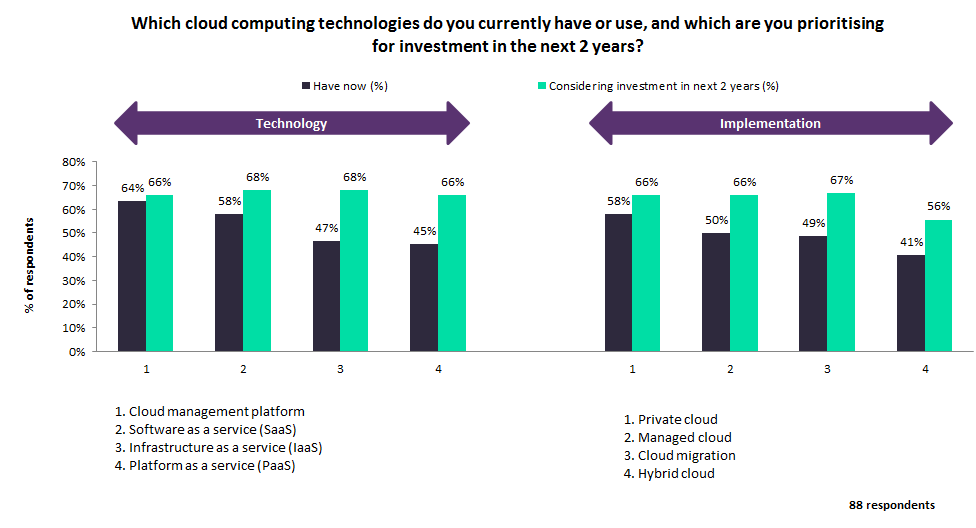 Which cloud computing technologies do you currently have or use, and which are you prioritising
for investment in the next 2 years?
Have now (%)
Considering investment in next 2 years (%)
Technology
Implementation
% of respondents
80%
70%
60%
50%
40%
30%
20%
10%
0%
64% 66%
58% 68%
47% 68%
45% 66%
58% 66%
50% 66%
49% 67%
41% 56%
1 2 3 4
1 2 3 4
1. Cloud management platform
2. Software as a service (SaaS)
3. Infrastructure as a service (IaaS)
4. Platform as a service (PaaS)
1. Private cloud
2. Managed cloud
3. Cloud migration
4. Hybrid cloud
88 respondents